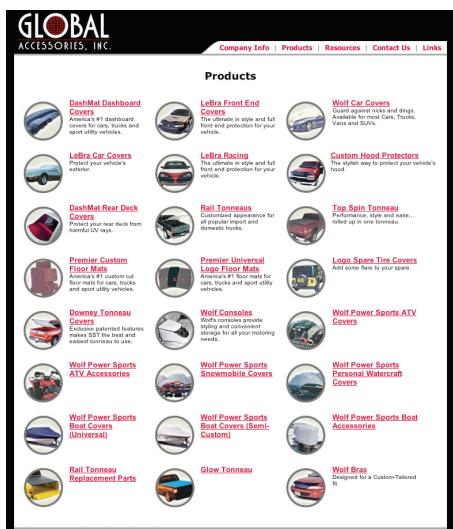 GLOBAL
ACCESSORIES, INC.
Company Info | Products | Resources | Contact Us | Links
Products
DashMat Dashboard
Covers
America's #1 dashboard
covers for cars, trucks and
sport utility vehicles.
LeBra Front End
Covers
The ultimate in style and full
front end protection for your
vehicle.
Wolf Car Covers
Guard against nicks and dings.
Available for most Cars, Trucks,
Vans and SUVs.
LeBra Car Covers
Protect your vehicle's
exterior.
LeBra Racing
The ultimate in style and full
front end protection for your
vehicle.
Custom Hood Protectors
The stylish way to protect your vehicle's
hood.
DashMat Rear Deck
Covers
Protect your rear deck from
harmful UV rays.
Rail Tonneaus
Customized appearance for
all popular import and
domestic trucks.
Top Spin Tonneau
Performance, style and ease...
rolled up in one tonneau.
Premier Custom
Floor Mats
America's #1 custom cut
floor mats for cars, trucks
and sport utility vehicles.
Premier Universal
Logo Floor Mats
America's #1 floor mats for
cars, trucks and sport utility
vehicles.
Logo Spare Tire Covers
Add some flare to your spare.
Downey Tonneau
Covers
Exclusive patented features
makes SST the best and
easiest tonneau to use.
Wolf Consoles
Wolf's consoles provide
styling and convenient
storage for all your motoring
needs.
Wolf Power Sports ATV
Covers
Wolf Power Sports
ATV Accessories
Wolf Power Sports
Snowmobile Covers
Wolf Power Sports
Personal Watercraft
Covers
Wolf Power Sports
Boat Covers
(Universal)
Wolf Power Sports
Boat Covers (Semi-
Custom)
Wolf Power Sports Boat
Accessories
Rail Tonneau
Replacement Parts
Glow Tonneau
Wolf Bras
Designed for a Custom-Tailored
fit.